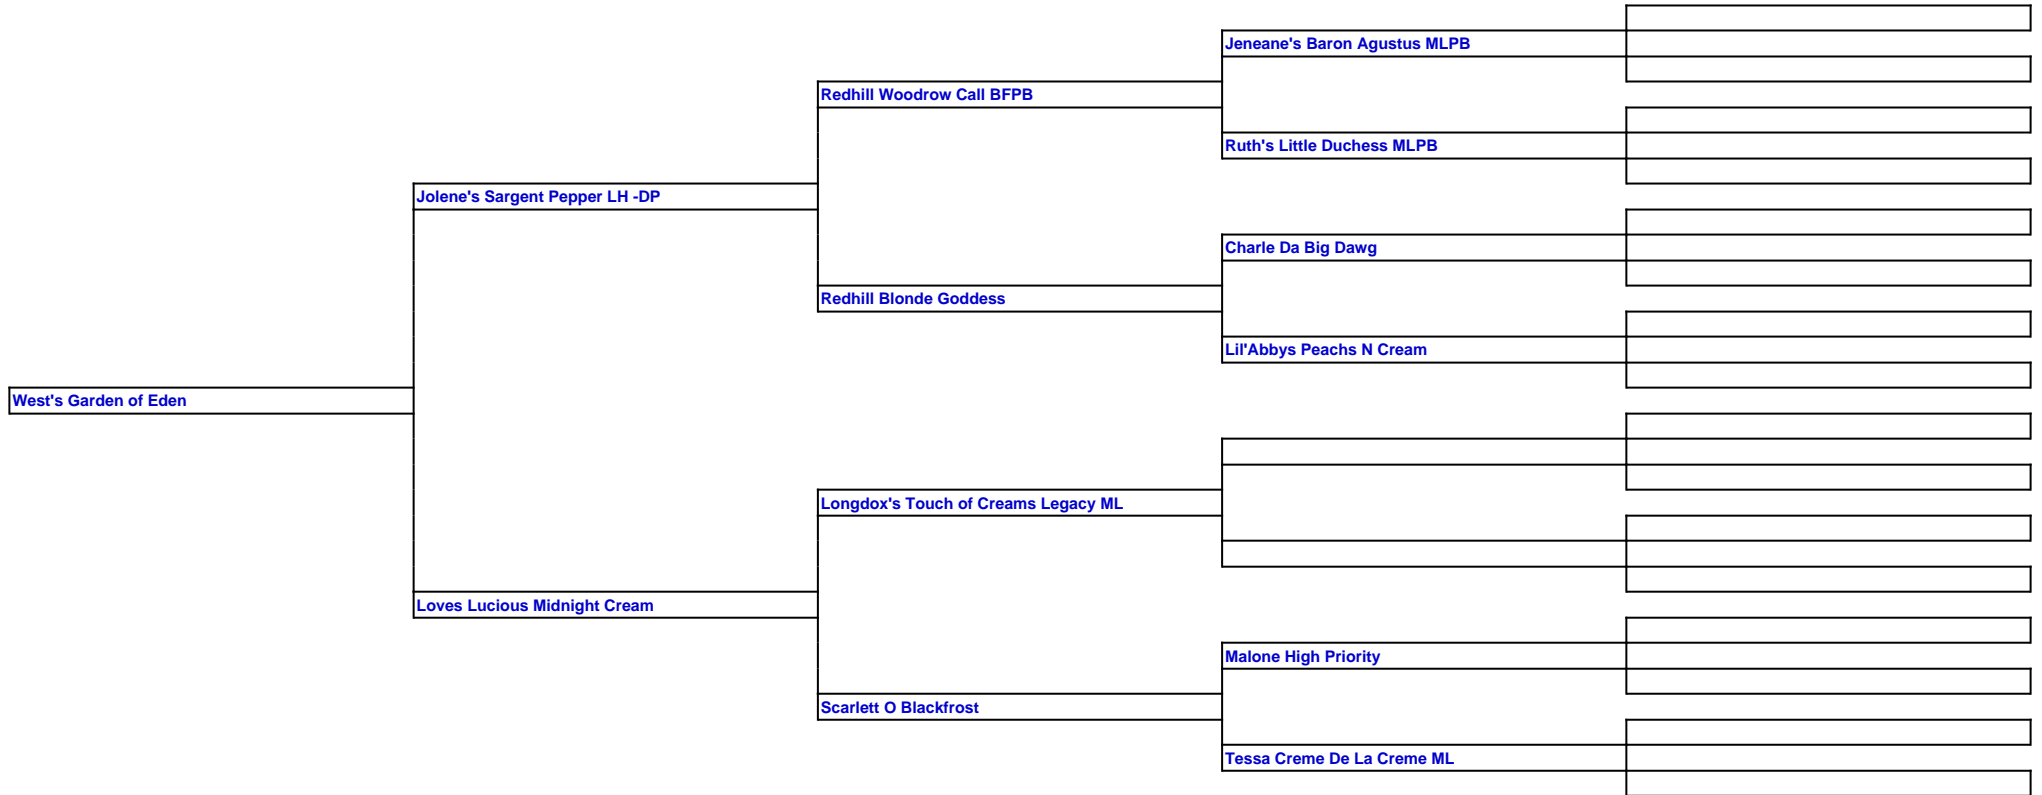 Jeneane's Baron Agustus MLPB
Redhill Woodrow Call BFPB
Ruth's Little Duchess MLPB
Jolene's Sargent Pepper LH -DP
Charle Da Big Dawg
Redhill Blonde Goddess
Lil'Abbys Peachs N Cream
West's Garden of Eden
Longdox's Touch of Creams Legacy ML
Loves Lucious Midnight Cream
Malone High Priority
Scarlett O Blackfrost
Tessa Creme De La Creme ML